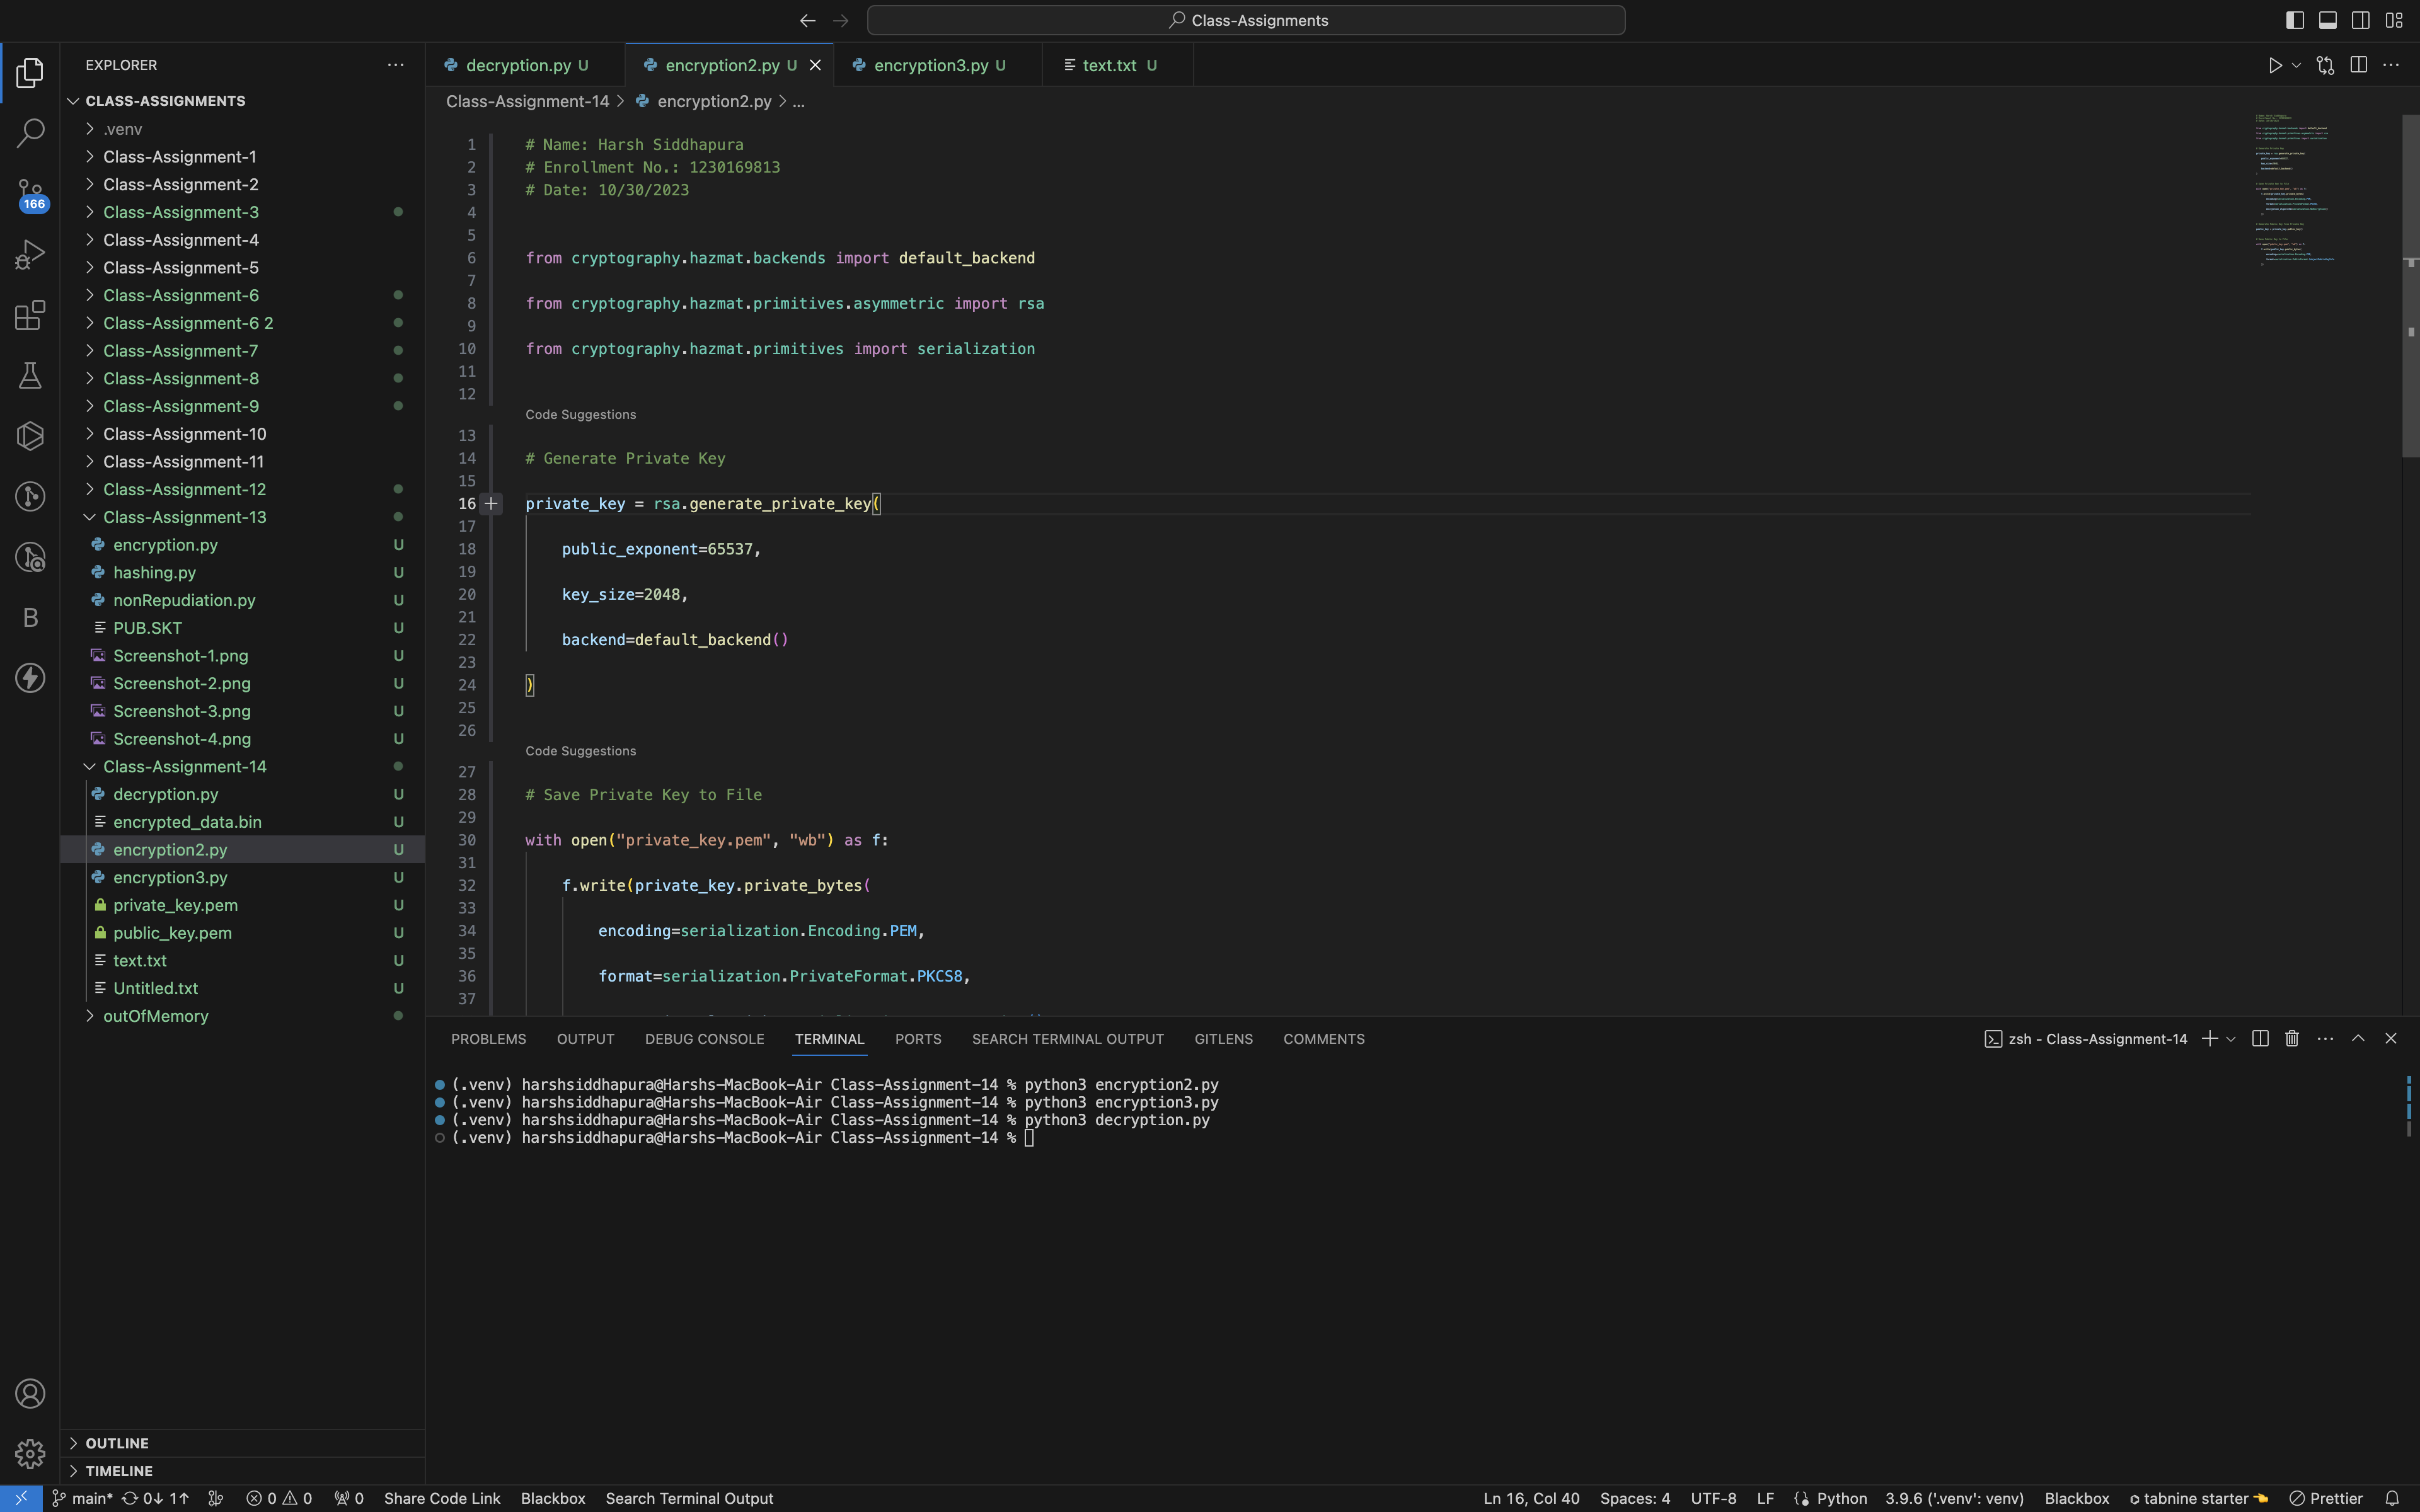 Class-Assignments
EXPLORER
CLASS-ASSIGNMENTS
.venv
Class-Assignment-1
Class-Assignment-2
Class-Assignment-3
Class-Assignment-4
Class-Assignment-5
Class-Assignment-6
Class-Assignment-6 2
Class-Assignment-7
Class-Assignment-8
Class-Assignment-9
Class-Assignment-10
Class-Assignment-11
Class-Assignment-12
Class-Assignment-13
encryption.py U
hashing.py U
nonRepudiation.py U
PUB.SKT U
Screenshot-1.png U
Screenshot-2.png U
Screenshot-3.png U
Screenshot-4.png U
Class-Assignment-14
decryption.py U
encrypted_data.bin U
encryption2.py U
encryption3.py U
private_key.pem U
public_key.pem U
text.txt U
Untitled.txt U
outOfMemory
OUTLINE
TIMELINE
166
B
decryption.py U encryption2.py U encryption3.py U text.txt U
Class-Assignment-14 > encryption2.py > ...
1 # Name: Harsh Siddhapura
2 # Enrollment No.: 1230169813
3 # Date: 10/30/2023
4
5
6 from cryptography.hazmat.backends import default_backend
7
8 from cryptography.hazmat.primitives.asymmetric import rsa
9
10 from cryptography.hazmat.primitives import serialization
11
12
Code Suggestions
13
14 # Generate Private Key
15
16 private_key = rsa.generate_private_key(
17
18 public_exponent=65537,
19
20 key_size=2048,
21
22 backend=default_backend()
23
24 )
25
26
Code Suggestions
27
28 # Save Private Key to File
29
30 with open("private_key.pem", "wb") as f:
31
32 f.write(private_key.private_bytes(
33
34 encoding=serialization.Encoding.PEM,
35
36 format=serialization.PrivateFormat.PKCS8,
37
PROBLEMS OUTPUT DEBUG CONSOLE TERMINAL PORTS SEARCH TERMINAL OUTPUT GITLENS COMMENTS zsh - Class-Assignment-14
(.venv) harshsiddhapura@Harshs-MacBook-Air Class-Assignment-14 % python3 encryption2.py
(.venv) harshsiddhapura@Harshs-MacBook-Air Class-Assignment-14 % python3 encryption3.py
(.venv) harshsiddhapura@Harshs-MacBook-Air Class-Assignment-14 % python3 decryption.py
(.venv) harshsiddhapura@Harshs-MacBook-Air Class-Assignment-14 %
main* 0↓ 1↑ 0 0 0 Share Code Link Blackbox Search Terminal Output Ln 16, Col 40 Spaces: 4 UTF-8 LF Python 3.9.6 ('.venv': venv) Blackbox tabnine starter Prettier